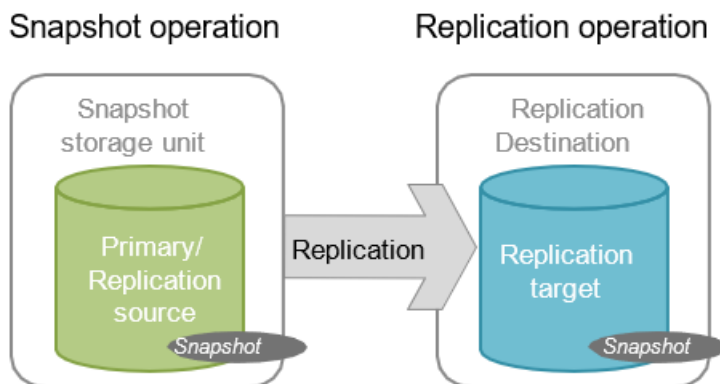 Snapshot operation
Replication operation
Snapshot
storage unit
Replication
Destination
Primary/
Replication
source
Replication
Replication
target
Snapshot
Snapshot